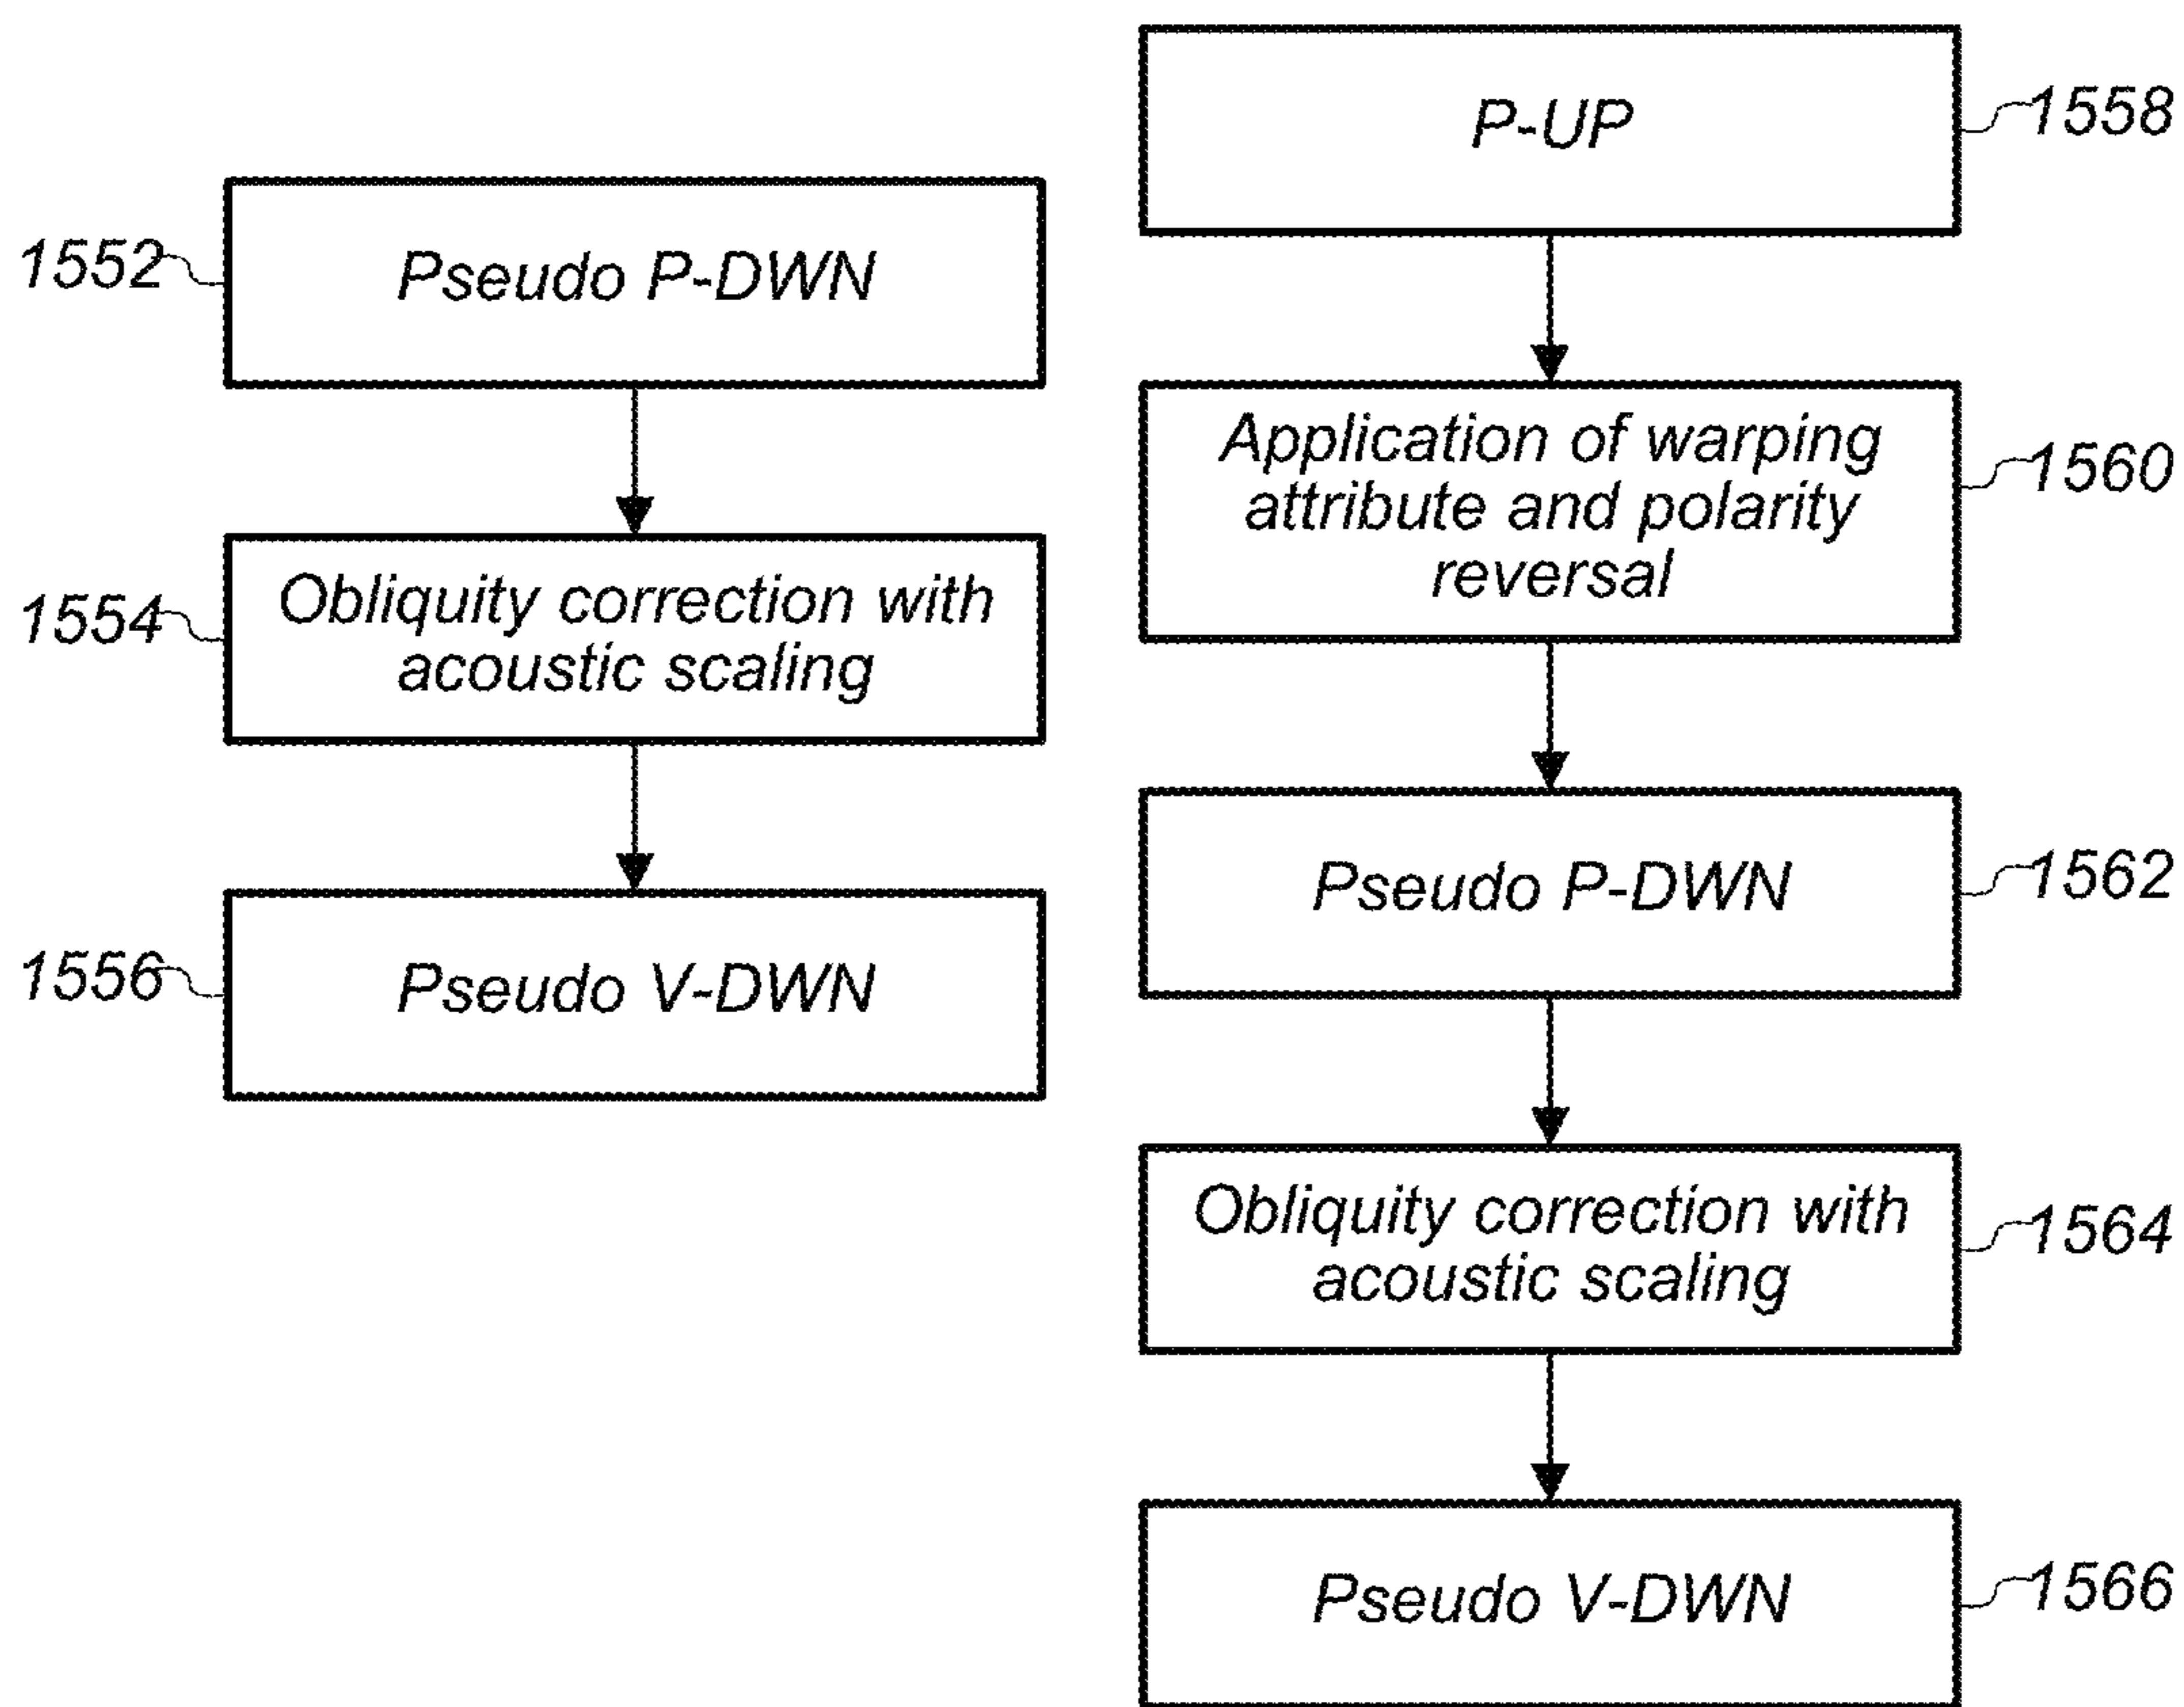 1552
Pseudo P-DWN
1554
Obliquity correction with
acoustic scaling
1556
Pseudo V-DWN
P-UP
1558
Application of warping
attribute and polarity
reversal
1560
Pseudo P-DWN
1562
Obliquity correction with
acoustic scaling
1564
Pseudo V-DWN
1566